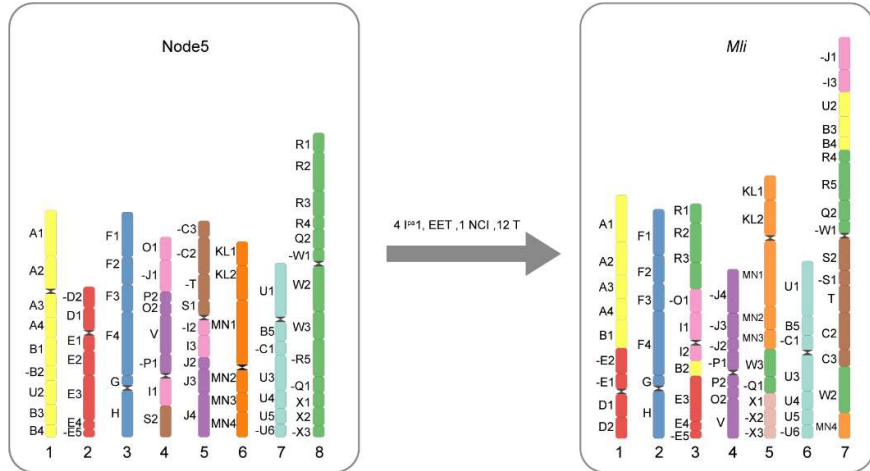 Node5
A1
A2
A3
A4
B1
-B2
U2
B3
B4
1
-D2
D1
E1
E2
E3
E4
-E5
2
F1
F2
F3
F4
G
H
3
O1
-J1
P2
O2
V
-P1
I1
S2
4
-C3
-C2
-T
S1
-I2
I3
J2
J3
J4
5
KL1
KL2
MN1
MN2
MN3
MN4
6
U1
B5
-C1
U3
U4
U5
-U6
7
R1
R2
R3
R4
Q2
-W1
W2
W3
-R5
-Q1
X1
X2
-X3
8
4 Ipa1, EET ,1 NCI ,12 T
Mli
A1
A2
A3
A4
B1
-E2
-E1
D1
D2
1
F1
F2
F3
F4
G
H
2
R1
R2
R3
-O1
I1
I2
B2
E3
E4
-E5
3
-J4
-J3
-J2
-P1
P2
O2
V
4
KL1
KL2
MN1
MN2
MN3
W3
-Q1
X1
-X2
-X3
5
U1
B5
-C1
U3
U4
U5
-U6
6
-J1
-I3
U2
B3
B4
R4
R5
Q2
-W1
S2
-S1
T
C2
C3
W2
MN4
7